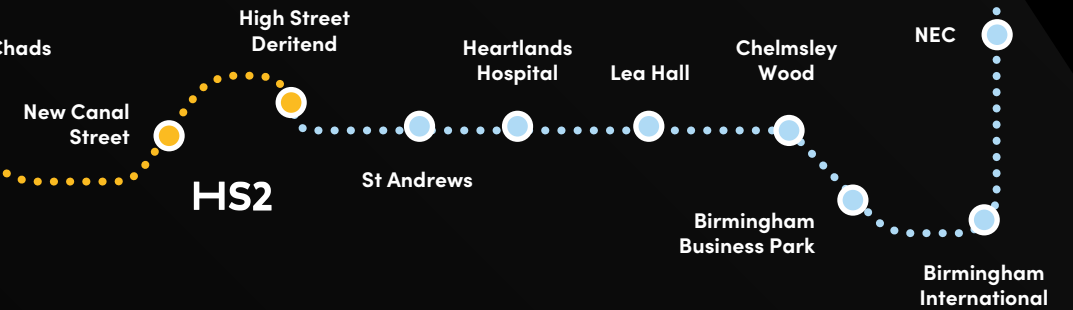 Chads
New Canal
Street
HS2
High Street
Deritend
St Andrews
Heartlands
Hospital
Lea Hall
Chelmsley
Wood
Birmingham
Business Park
Birmingham
International
NEC